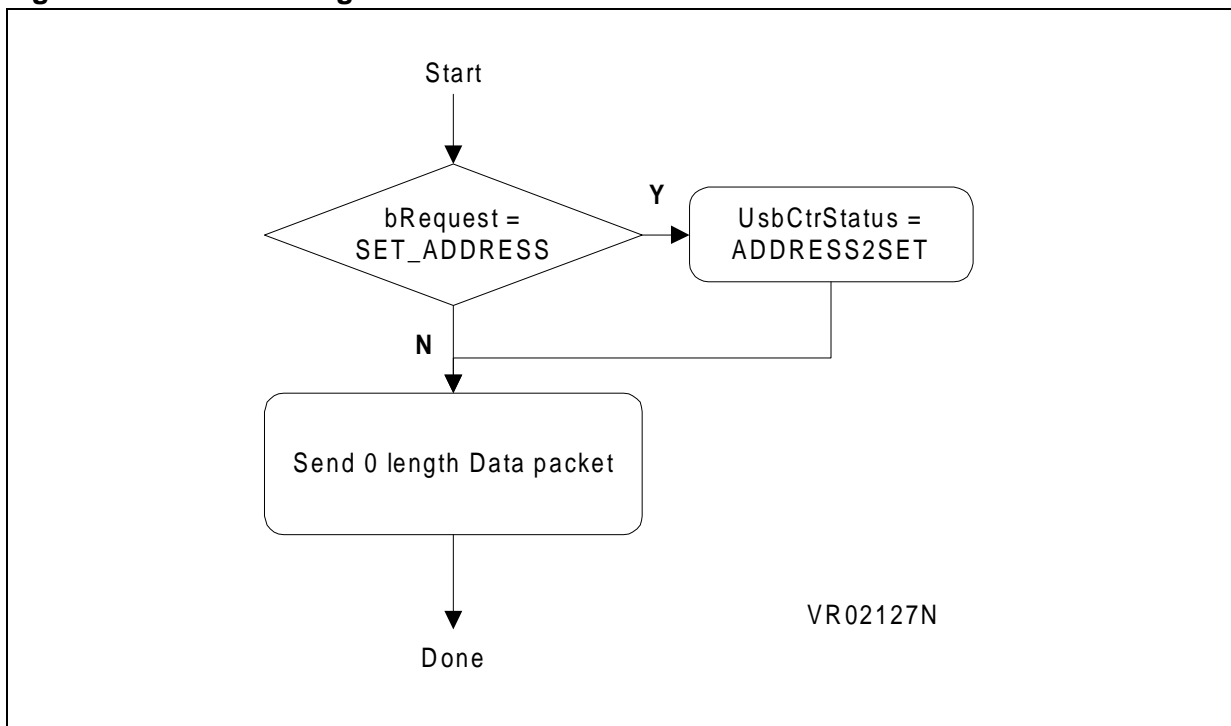 Start
bRequest =
SET_ADDRESS
Y
UsbCtrStatus =
ADDRESS2SET
N
Send 0 length Data packet
VR02127N
Done